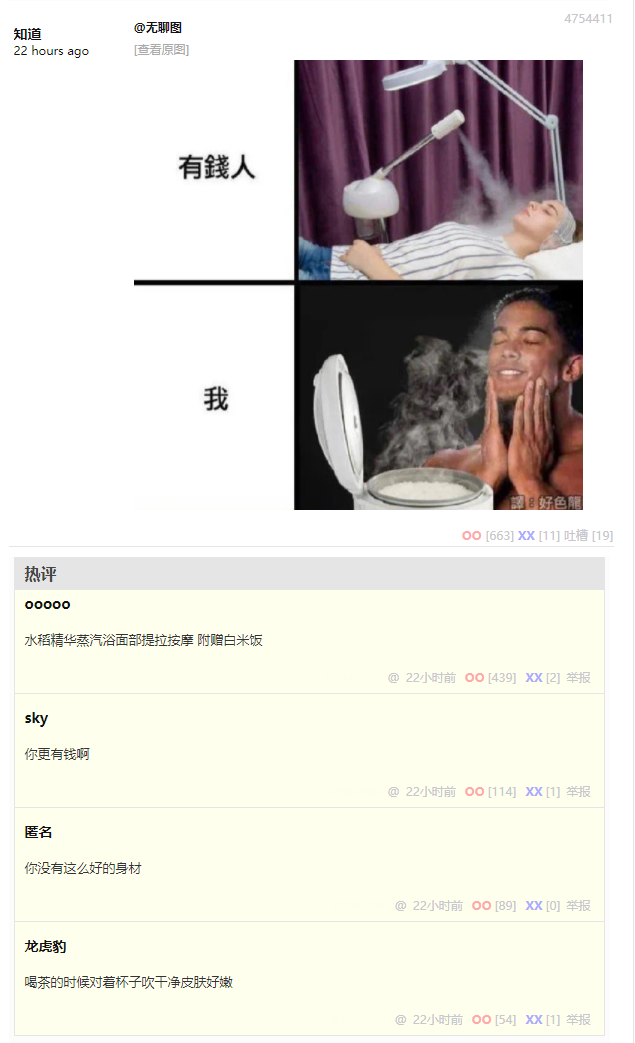 4754411
知道
22 hours ago
@无聊图
[查看原图]
有錢人
我
譯 8 好色龍
OO [663] XX [11] 吐槽 [19]
热评
ooooo
水稻精华蒸汽浴面部提拉按摩 附赠白米饭
@ 22小时前 OO [439] XX [2] 举报
sky
你更有钱啊
@ 22小时前 OO [114] XX [1] 举报
匿名
你没有这么好的身材
@ 22小时前 OO [89] XX [0] 举报
龙虎豹
喝茶的时候对着杯子吹干净皮肤好嫩
@ 22小时前 OO [54] XX [1] 举报